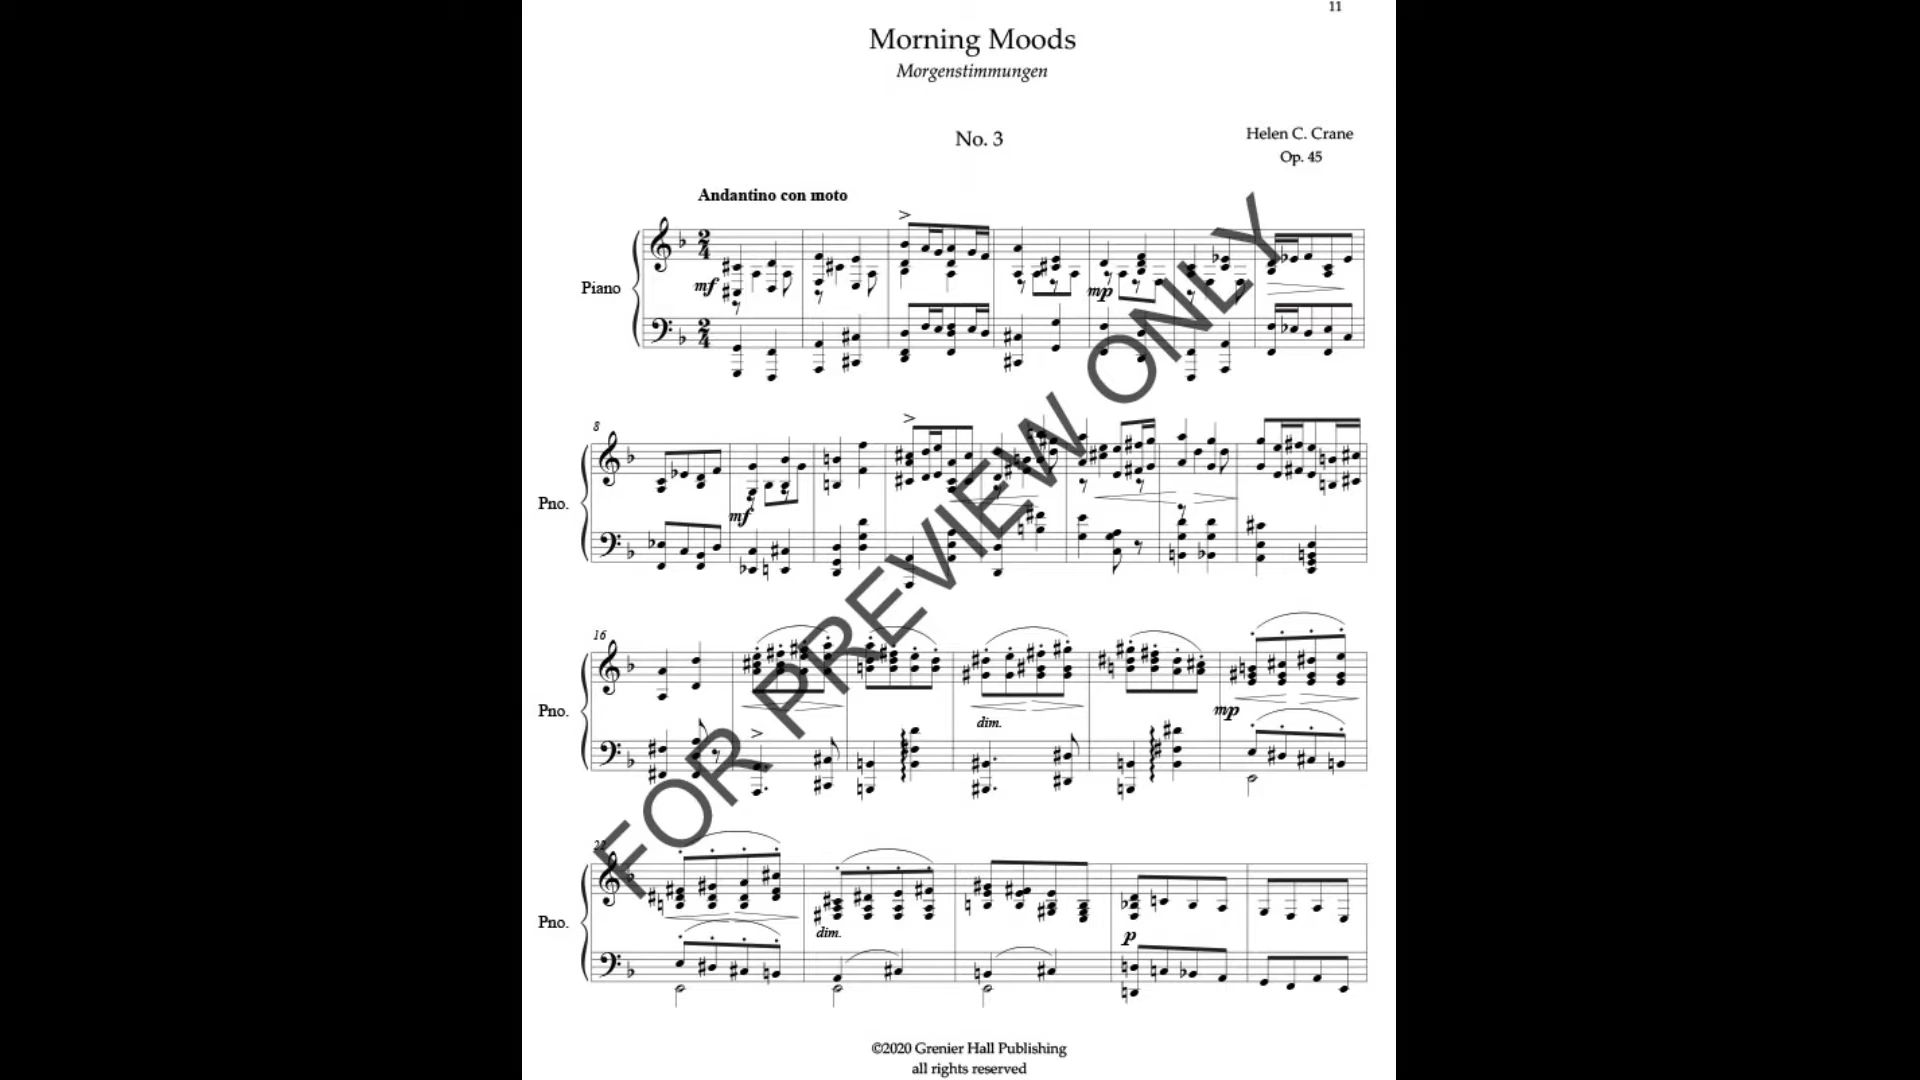 11
Morning Moods
Morgenstimmungen
No. 3
Helen C. Crane
Op. 45
Andantino con moto
Piano
mf
mp
8
Pno.
mf
16
Pno.
dim.
mp
22
Pno.
dim.
p
FOR PREVIEW ONLY
©2020 Grenier Hall Publishing
all rights reserved